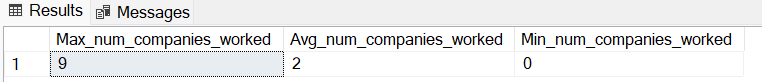 Results Messages
Max_num_companies_worked Avg_num_companies_worked Min_num_companies_worked
1 9 2 0